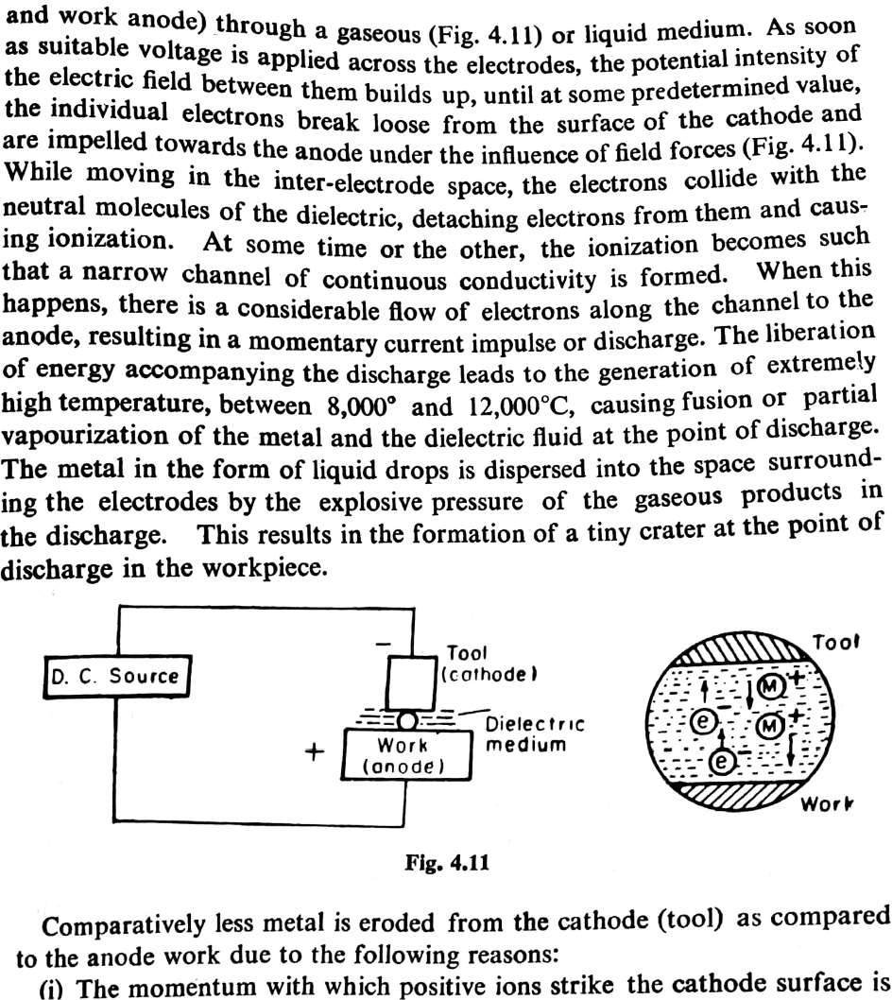 and work anode) through a gaseous (Fig. 4.11) or liquid medium. As soon
as suitable voltage is applied across the electrodes, the potential intensity of
the electric field between them builds up, until at some predetermined value,
the individual electrons break loose from the surface of the cathode and
are impelled towards the anode under the influence of field forces (Fig. 4.11).
While moving in the inter-electrode space, the electrons collide with the
neutral molecules of the dielectric, detaching electrons from them and caus-
ing ionization. At some time or the other, the ionization becomes such
that a narrow channel of continuous conductivity is formed. When this
happens, there is a considerable flow of electrons along the channel to the
anode, resulting in a momentary current impulse or discharge. The liberation
of energy accompanying the discharge leads to the generation of extremely
high temperature, between 8,000° and 12,000°C, causing fusion or partial
vapourization of the metal and the dielectric fluid at the point of discharge.
The metal in the form of liquid drops is dispersed into the space surround-
ing the electrodes by the explosive pressure of the gaseous products in
the discharge. This results in the formation of a tiny crater at the point of
discharge in the workpiece.
D. C. Source
−
Tool
(cathode)
Dielectric
medium
+
Work
(anode)
Tool
M +
e −
M +
e −
Work
Fig. 4.11
Comparatively less metal is eroded from the cathode (tool) as compared
to the anode work due to the following reasons:
(i) The momentum with which positive ions strike the cathode surface is